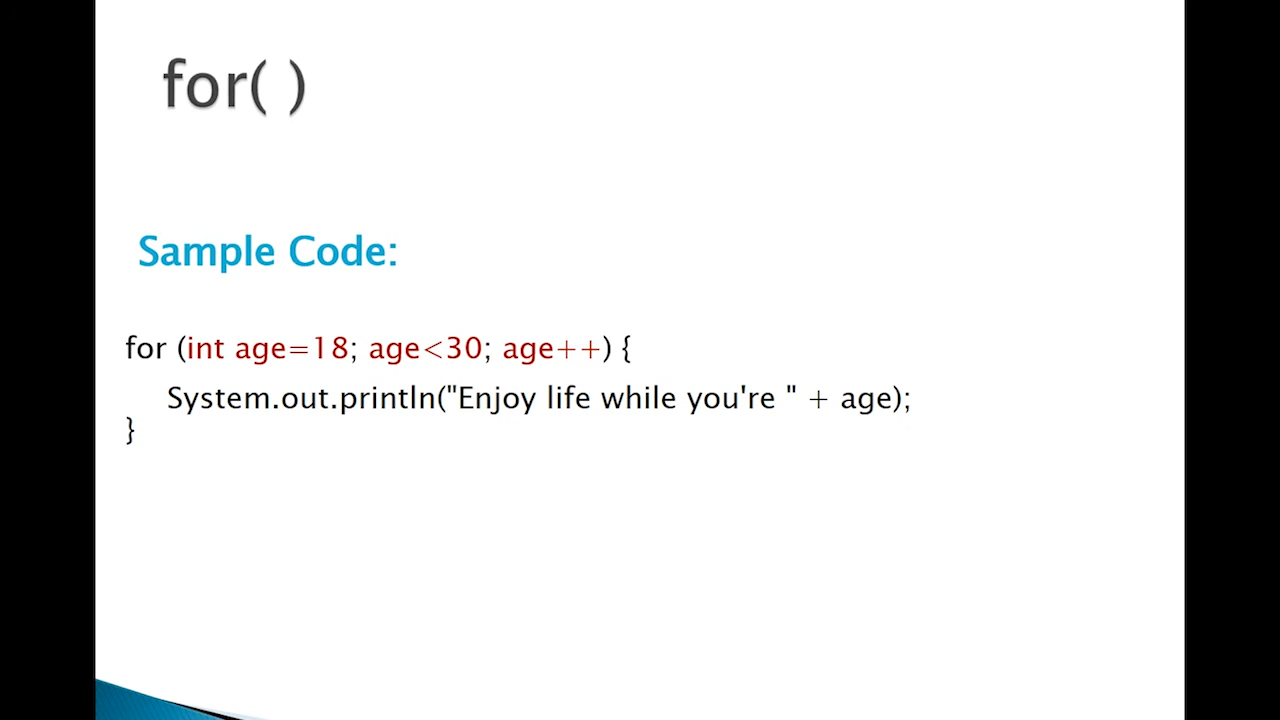 for( )
Sample Code:
for (int age=18; age<30; age++) {
System.out.println("Enjoy life while you're " + age);
}